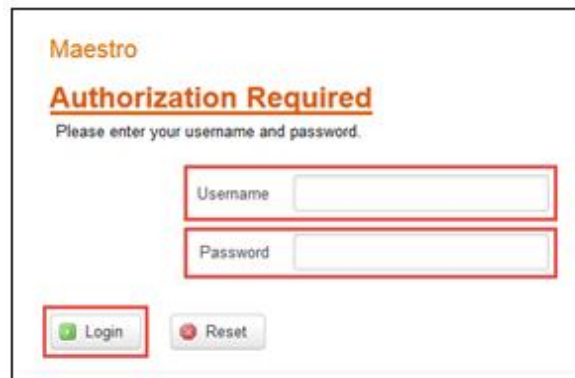 Maestro
Authorization Required
Please enter your username and password.
Username
Password
Login Reset